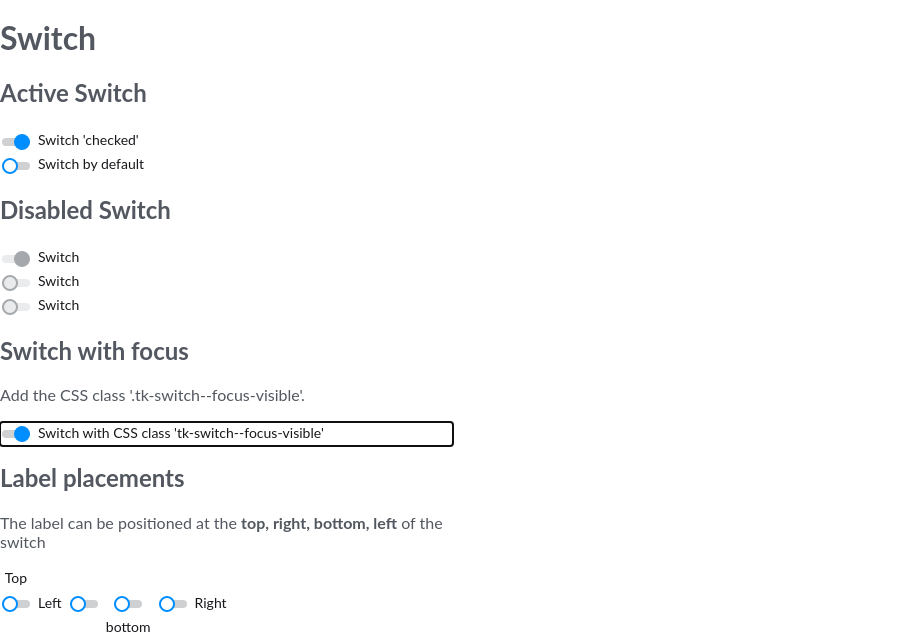 Switch
Active Switch
Switch 'checked'
Switch by default
Disabled Switch
Switch
Switch
Switch
Switch with focus
Add the CSS class '.tk-switch--focus-visible'.
Switch with CSS class 'tk-switch--focus-visible'
Label placements
The label can be positioned at the top, right, bottom, left of the
switch
Top
Left Right
bottom